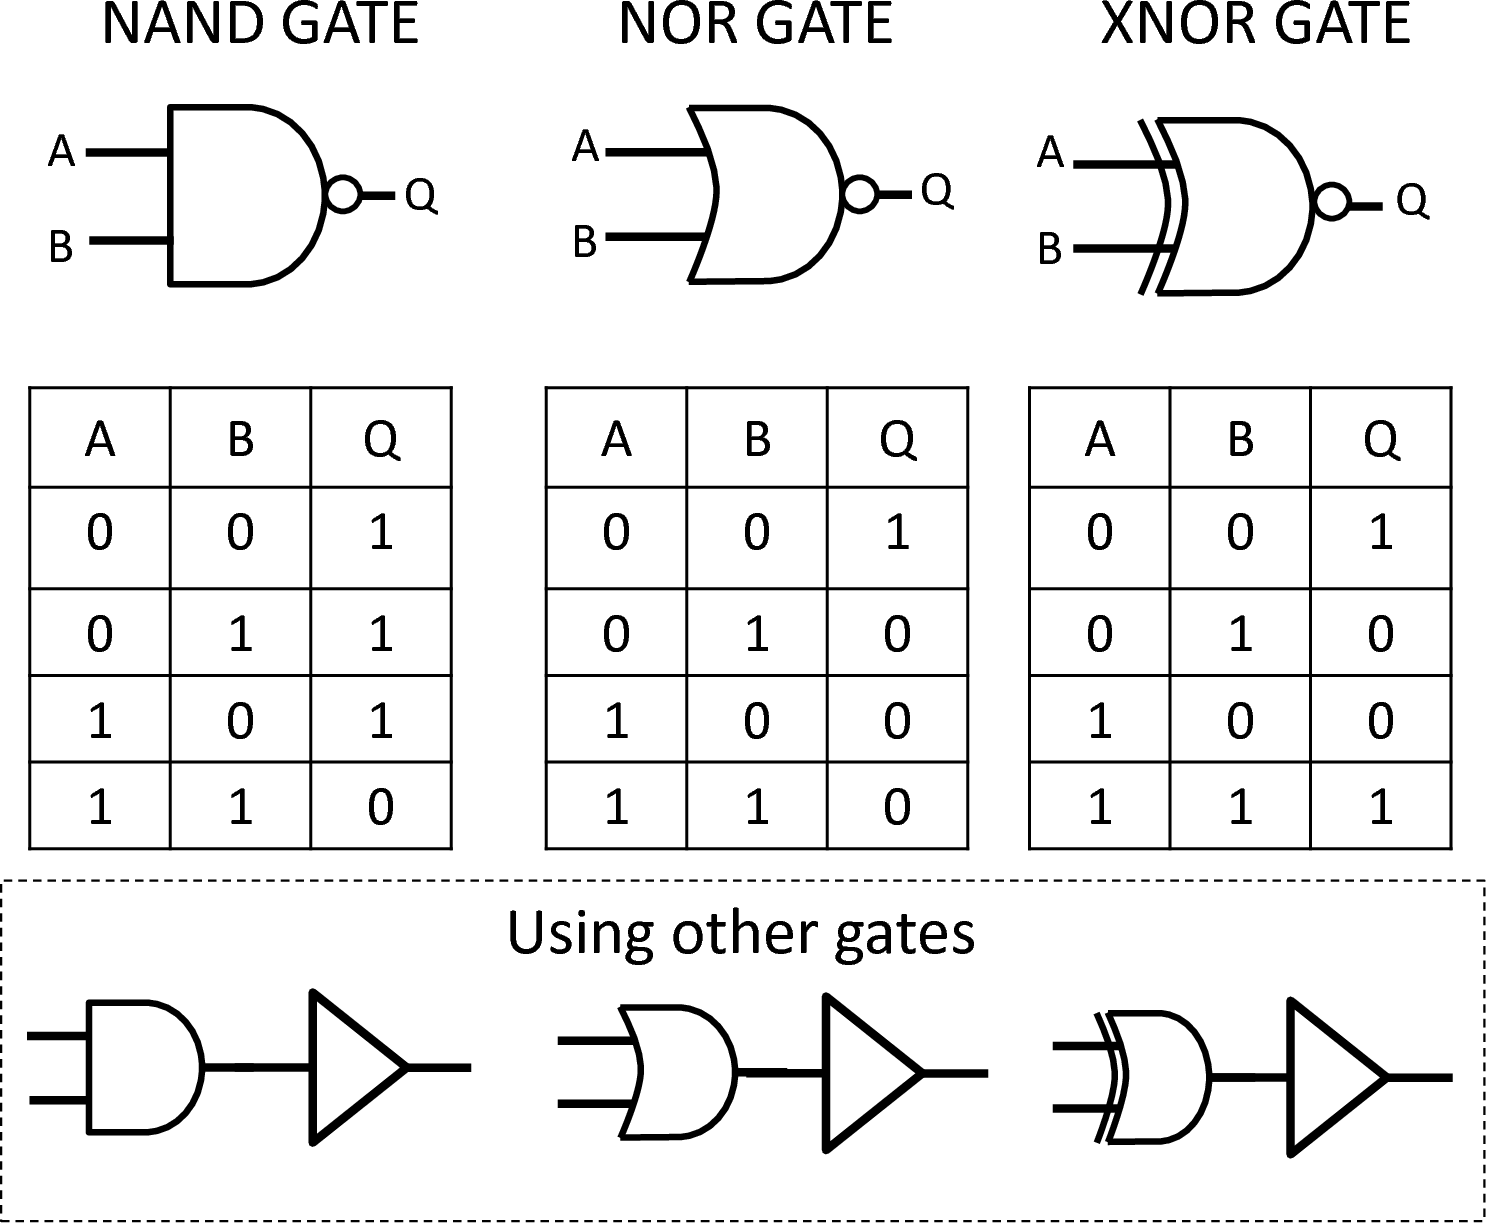 NAND GATE NOR GATE XNOR GATE
A Q A Q A Q
B B B
A B Q A B Q A B Q
0 0 1 0 0 1 0 0 1
0 1 1 0 1 0 0 1 0
1 0 1 1 0 0 1 0 0
1 1 0 1 1 0 1 1 1
Using other gates